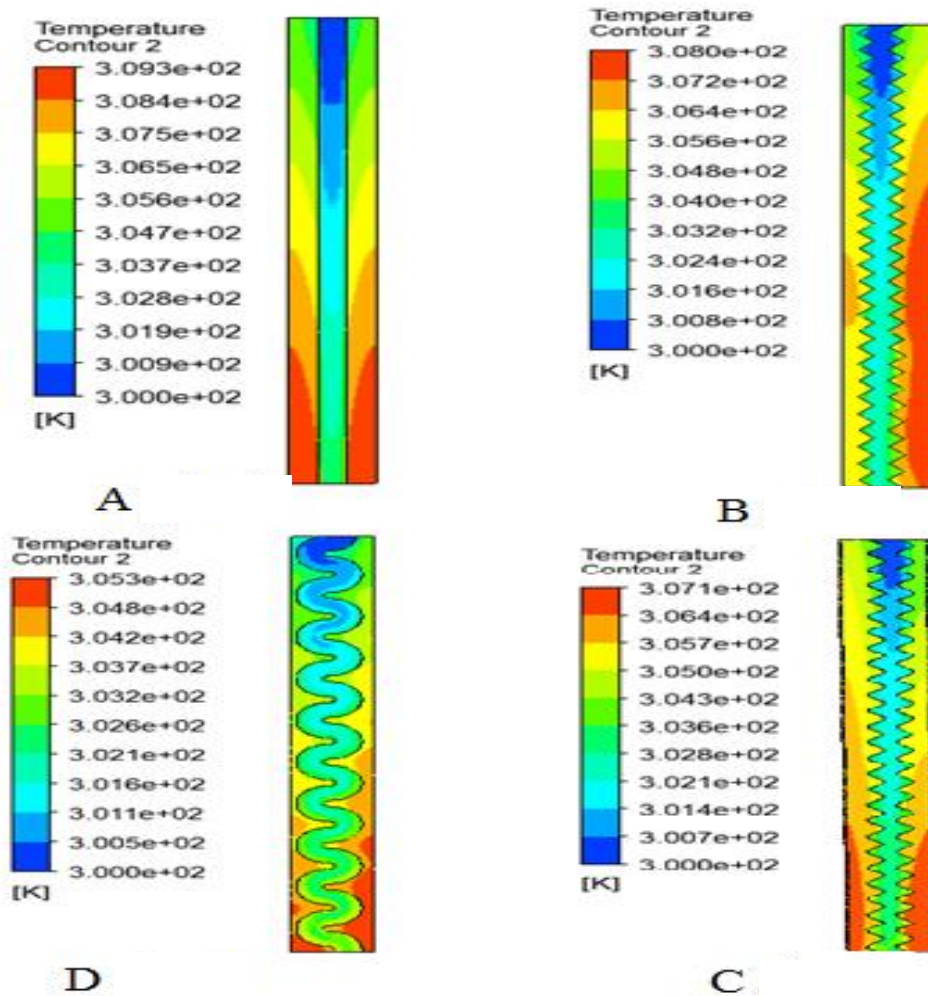 Temperature
Contour 2
3.093e+02
3.084e+02
3.075e+02
3.065e+02
3.056e+02
3.047e+02
3.037e+02
3.028e+02
3.019e+02
3.009e+02
3.000e+02
[K]
A
Temperature
Contour 2
3.080e+02
3.072e+02
3.064e+02
3.056e+02
3.048e+02
3.040e+02
3.032e+02
3.024e+02
3.016e+02
3.008e+02
3.000e+02
[K]
B
Temperature
Contour 2
3.053e+02
3.048e+02
3.042e+02
3.037e+02
3.032e+02
3.026e+02
3.021e+02
3.016e+02
3.011e+02
3.005e+02
3.000e+02
[K]
D
Temperature
Contour 2
3.071e+02
3.064e+02
3.057e+02
3.050e+02
3.043e+02
3.036e+02
3.028e+02
3.021e+02
3.014e+02
3.007e+02
3.000e+02
[K]
C